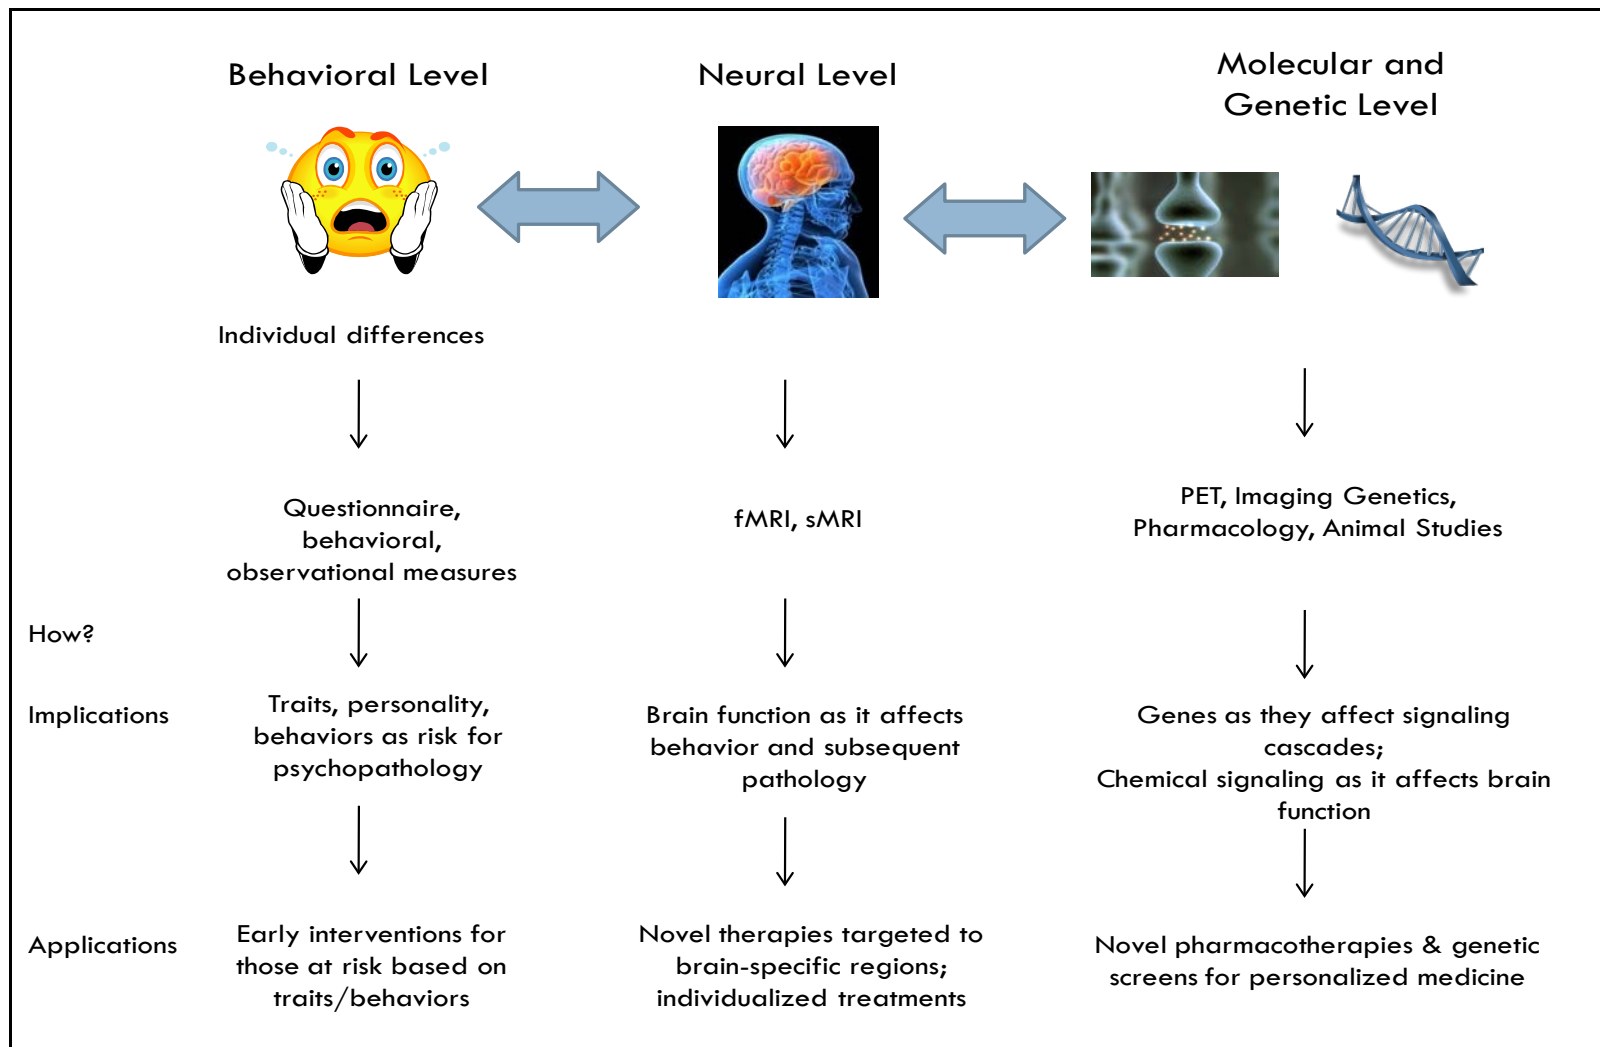 Behavioral Level
Neural Level
Molecular and
Genetic Level
Individual differences
Questionnaire,
behavioral,
observational measures
fMRI, sMRI
PET, Imaging Genetics,
Pharmacology, Animal Studies
How?
Implications
Traits, personality,
behaviors as risk for
psychopathology
Brain function as it affects
behavior and subsequent
pathology
Genes as they affect signaling
cascades;
Chemical signaling as it affects brain
function
Applications
Early interventions for
those at risk based on
traits/behaviors
Novel therapies targeted to
brain-specific regions;
individualized treatments
Novel pharmacotherapies & genetic
screens for personalized medicine